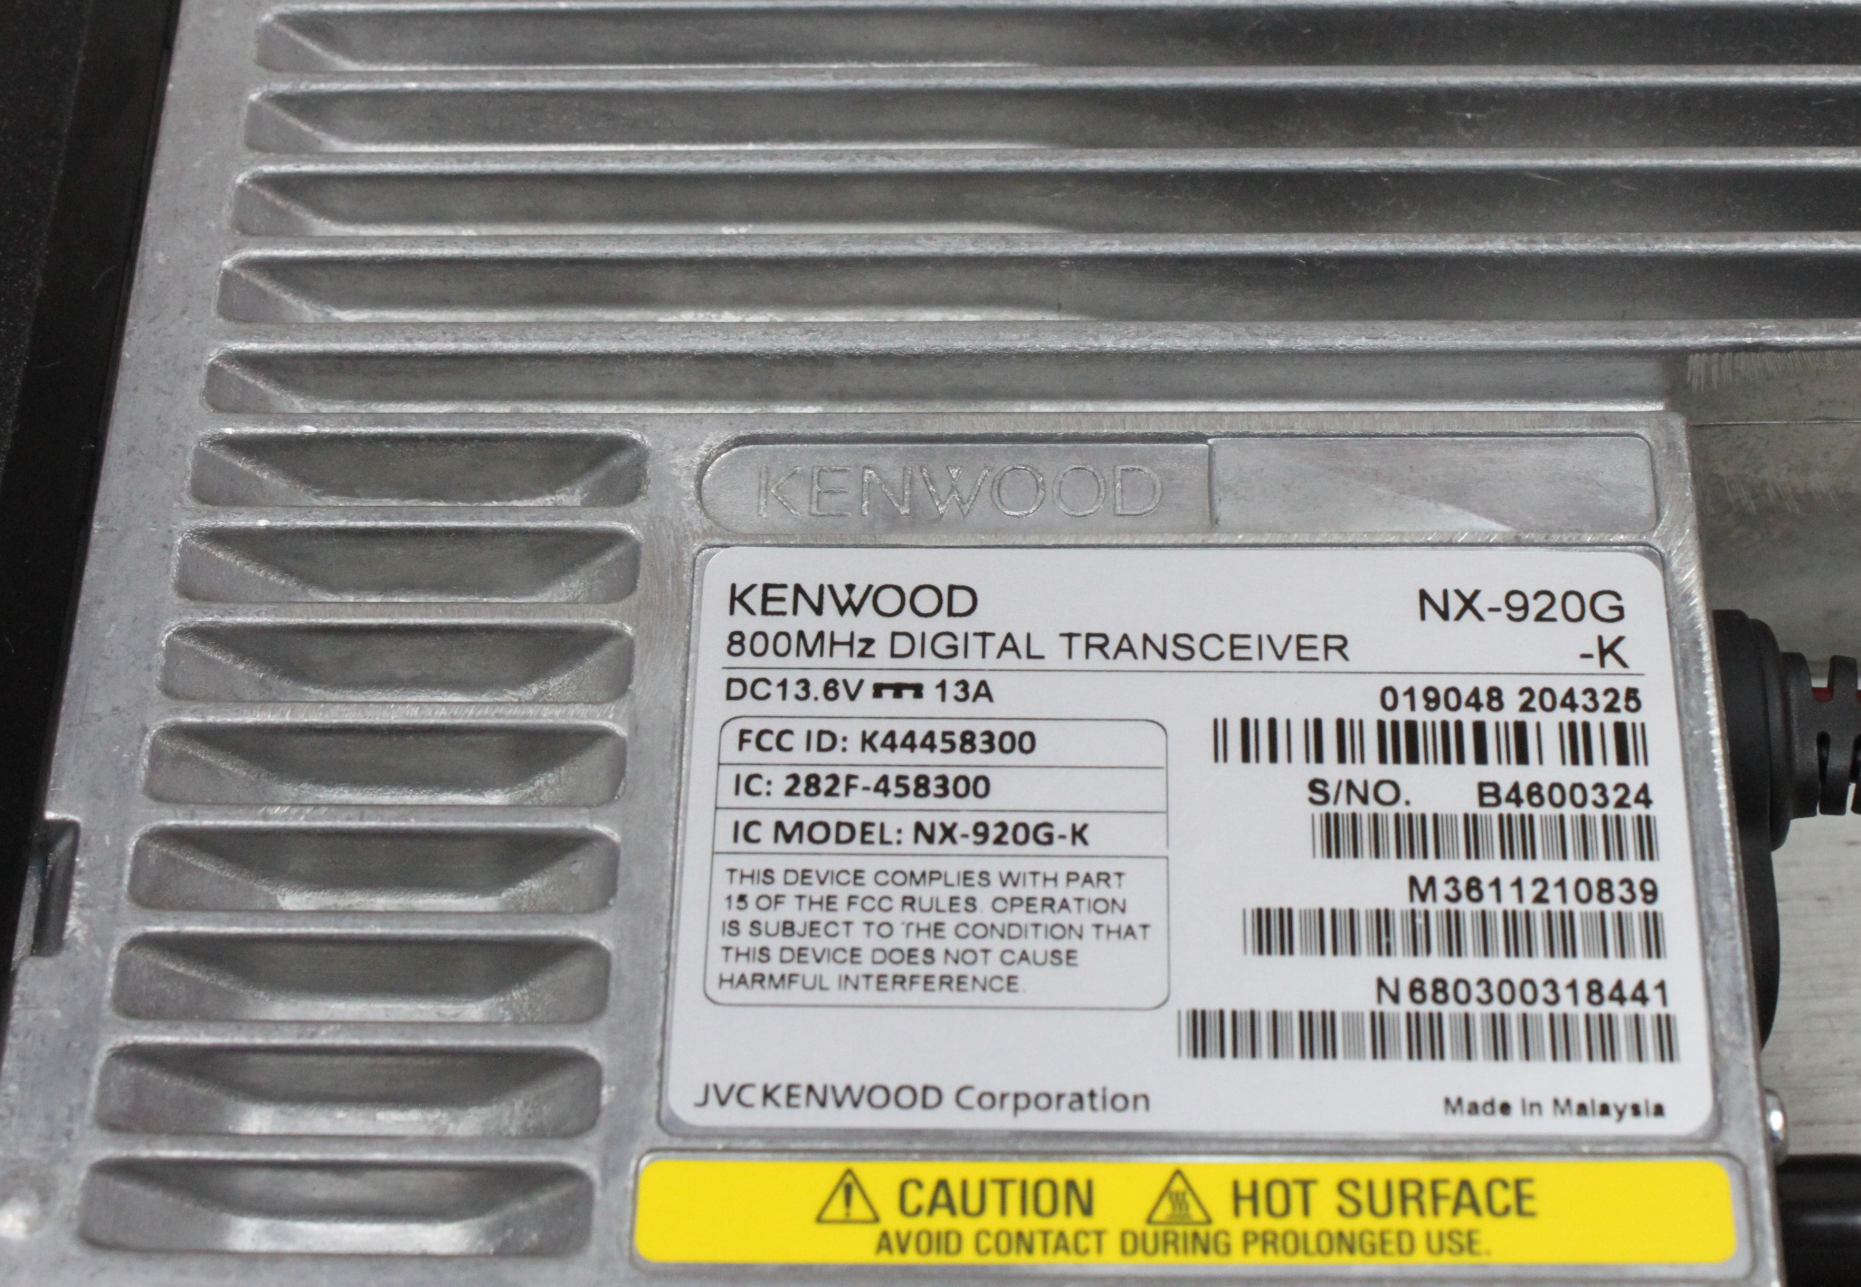 KENWOOD
KENWOOD NX-920G
800MHz DIGITAL TRANSCEIVER -K
DC13.6V 13A
019048 204325
FCC ID: K44458300
IC: 282F-458300
S/NO. B4600324
IC MODEL: NX-920G-K
THIS DEVICE COMPLIES WITH PART
15 OF THE FCC RULES. OPERATION
IS SUBJECT TO THE CONDITION THAT
THIS DEVICE DOES NOT CAUSE
HARMFUL INTERFERENCE.
M3611210839
N680300318441
JVCKENWOOD Corporation
Made in Malaysia
CAUTION HOT SURFACE
AVOID CONTACT DURING PROLONGED USE.